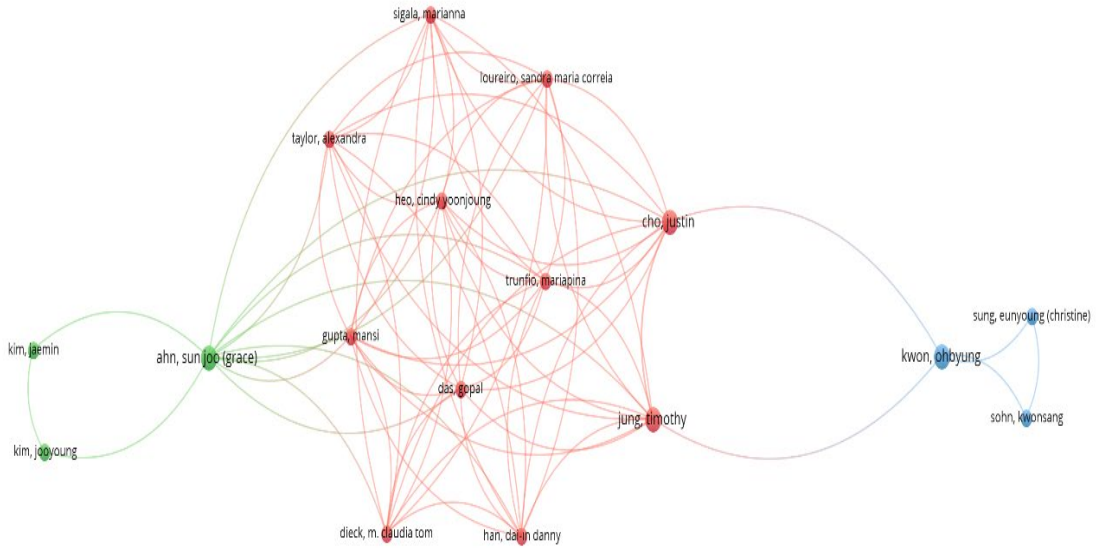 sigala, marianna
loureiro, sandra maria correia
taylor, alexandra
heo, cindy yoonjoung
cho, justin
trunfio, mariapina
sung, eunyoung (christine)
gupta, mansi
kim, jaemin
ahn, sun joo (grace)
kwon, ohbyung
das, gopal
jung, timothy
sohn, kwonsang
kim, jooyoung
dieck, m. claudia tom
han, dai-in danny